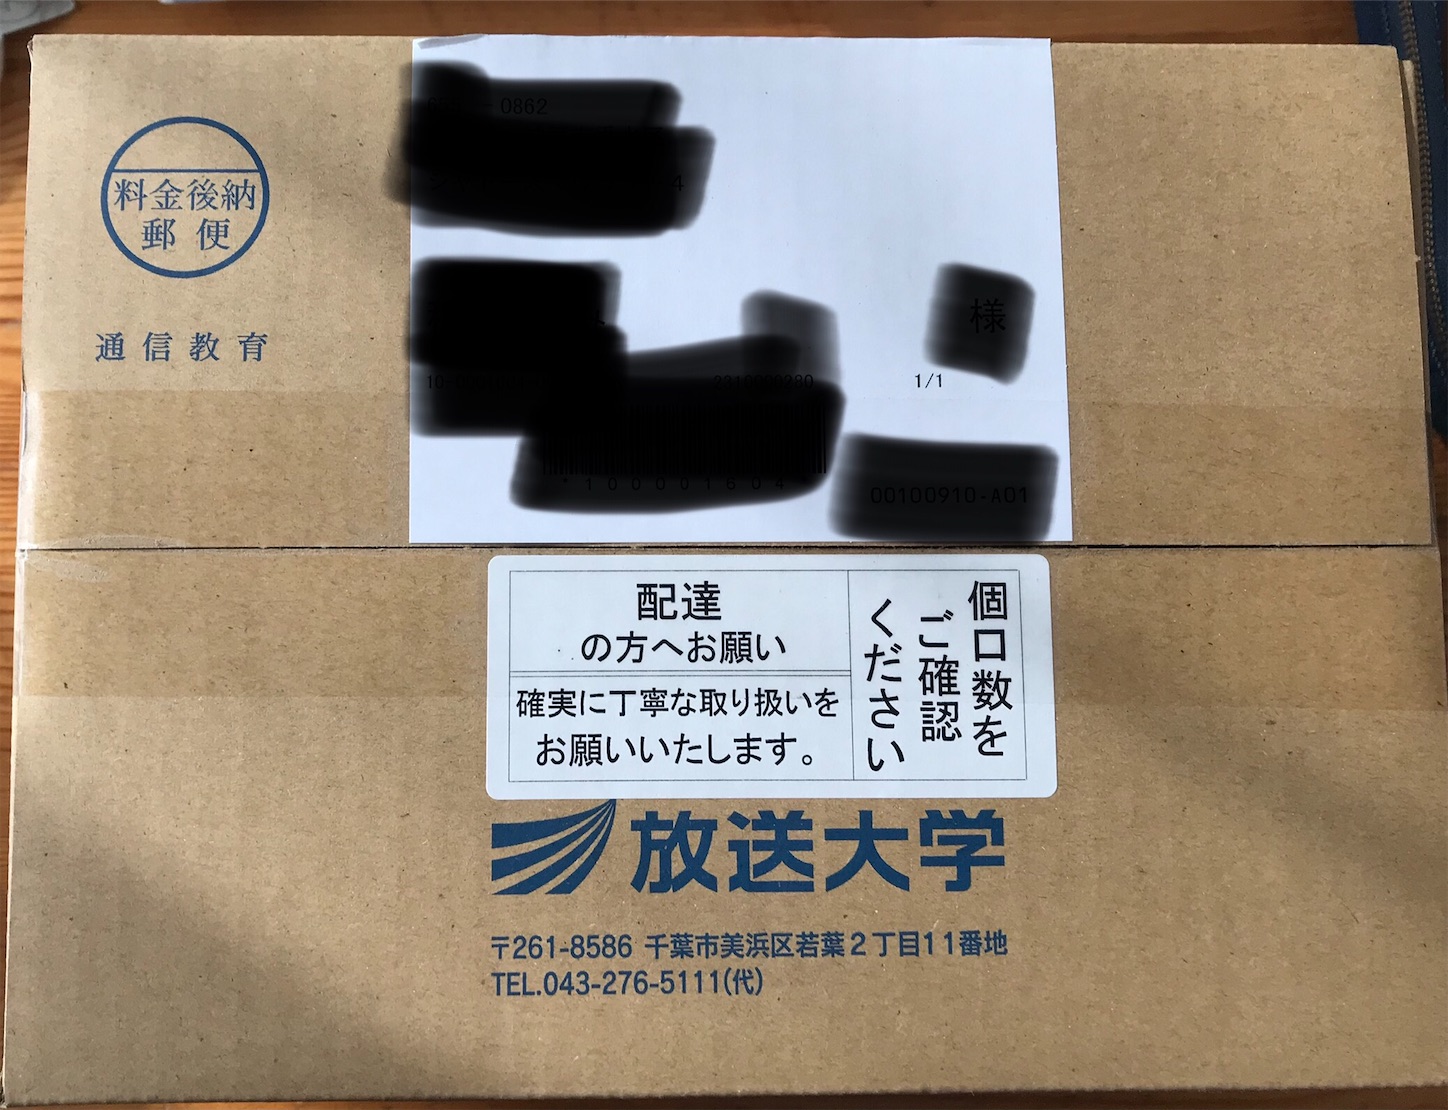 料金後納
郵便
通信教育
様
1/1
配達
の方へお願い
確実に丁寧な取り扱いを
お願いいたします。
個口数を
ご確認
ください
放送大学
〒261-8586 千葉市美浜区若葉2丁目11番地
TEL.043-276-5111(代)